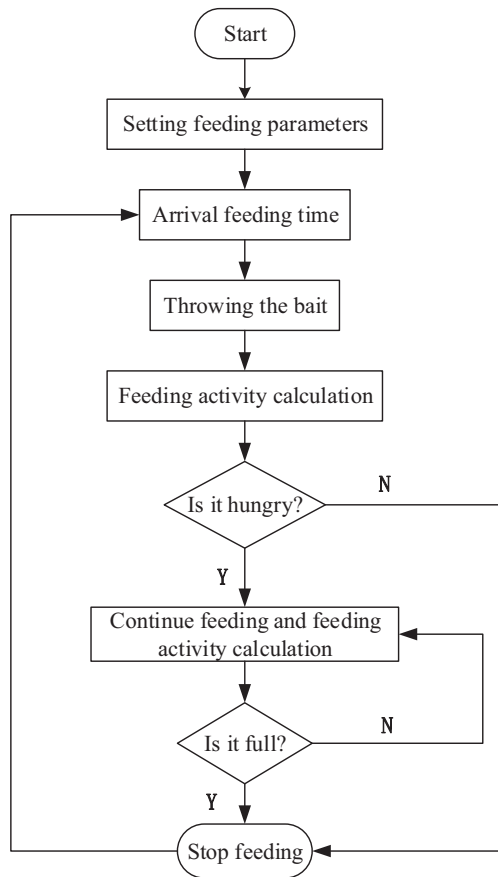 Start
Setting feeding parameters
Arrival feeding time
Throwing the bait
Feeding activity calculation
Is it hungry?
N
Y
Continue feeding and feeding
activity calculation
Is it full?
N
Y
Stop feeding